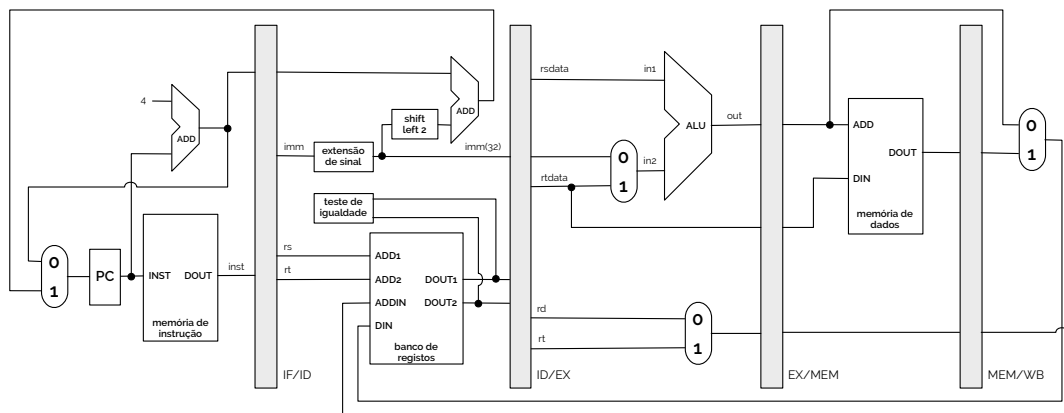 4
ADD
0
1
PC
INST
DOUT
memória de
instrução
inst
IF/ID
imm
extensão
de sinal
shift
left 2
ADD
imm(32)
teste de
igualdade
rs
rt
ADD1
ADD2
ADDIN
DIN
DOUT1
DOUT2
banco de
registos
ID/EX
rsdata
in1
0
1
in2
rtdata
ALU
out
rd
rt
0
1
EX/MEM
ADD
DOUT
DIN
memória de
dados
MEM/WB
0
1